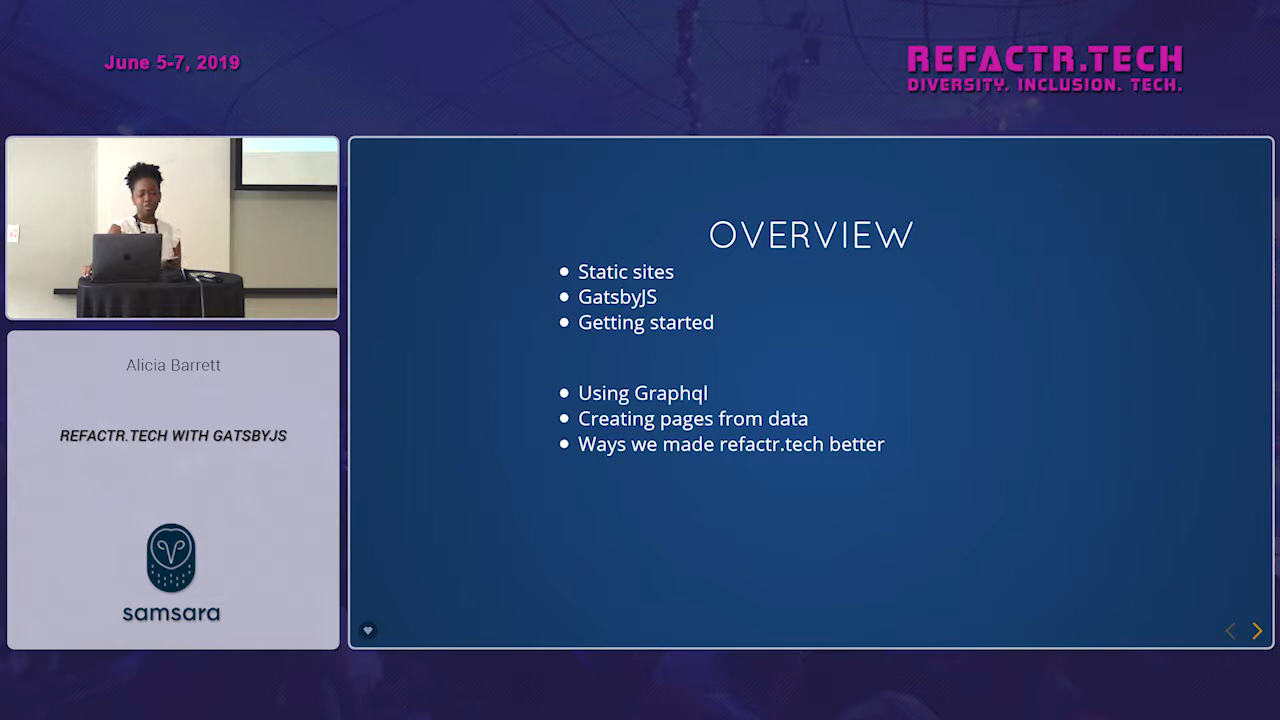 June 5-7, 2019
REFACTR.TECH
DIVERSITY. INCLUSION. TECH.
Alicia Barrett
REFACTR.TECH WITH GATSBYJS
samsara
OVERVIEW
Static sites
GatsbyJS
Getting started
Using Graphql
Creating pages from data
Ways we made refactr.tech better